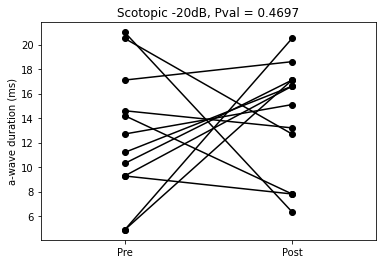 Scotopic -20dB, Pval = 0.4697
a-wave duration (ms)
20
18
16
14
12
10
8
6
Pre
Post